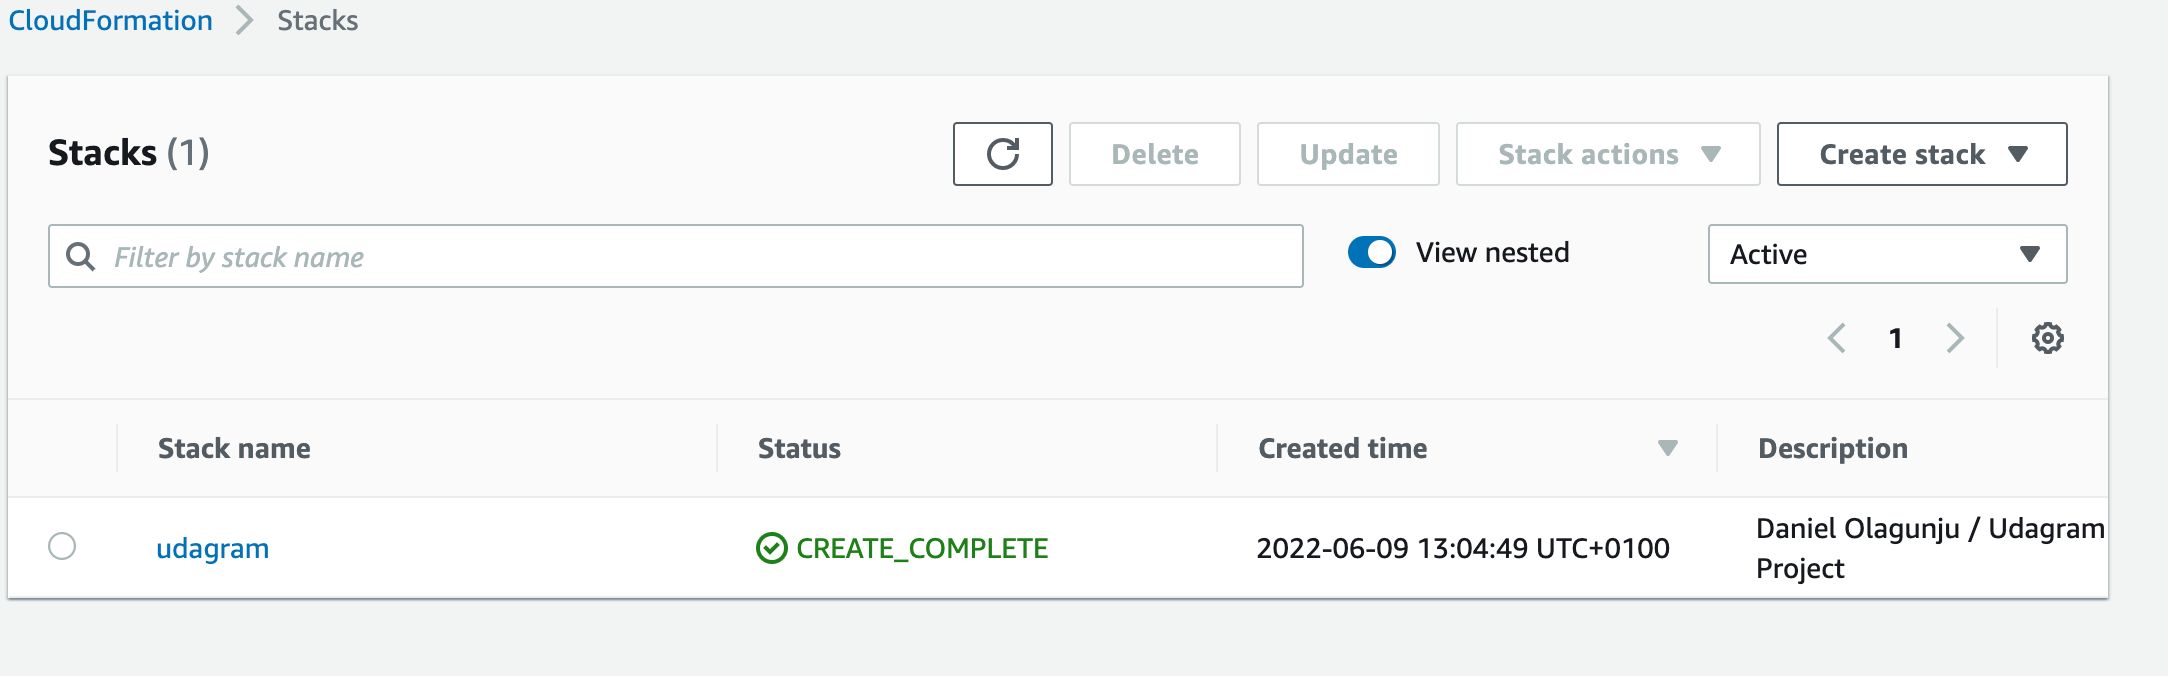 CloudFormation > Stacks
Stacks (1)
Delete Update Stack actions Create stack
Filter by stack name View nested Active
1
Stack name Status Created time Description
udagram CREATE_COMPLETE 2022-06-09 13:04:49 UTC+0100 Daniel Olagunju / Udagram
Project